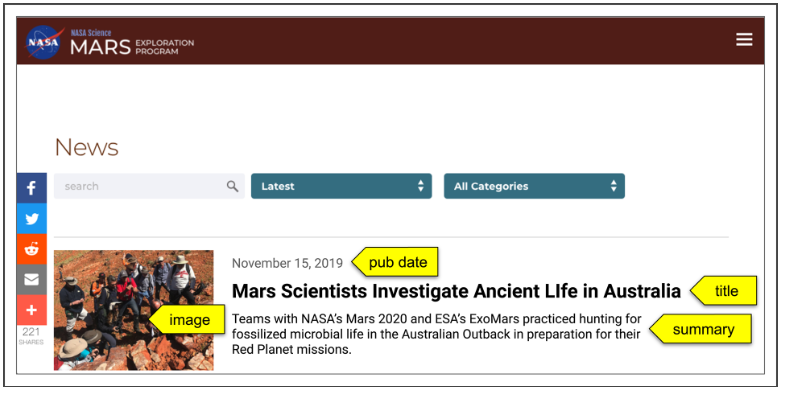 NASA
NASA Science
MARS EXPLORATION PROGRAM
News
search
Latest
All Categories
November 15, 2019
pub date
Mars Scientists Investigate Ancient LIfe in Australia
title
image
Teams with NASA's Mars 2020 and ESA's ExoMars practiced hunting for
fossilized microbial life in the Australian Outback in preparation for their
Red Planet missions.
summary
221
SHARES